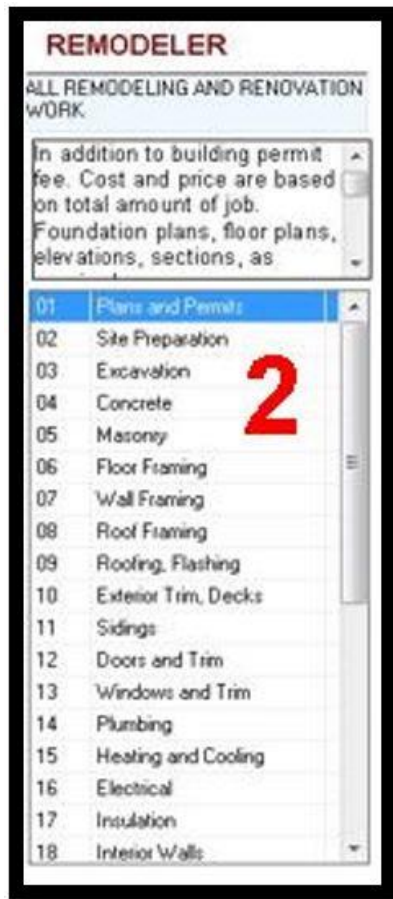 REMODELER
ALL REMODELING AND RENOVATION
WORK
In addition to building permit
fee. Cost and price are based
on total amount of job.
Foundation plans, floor plans,
elevations, sections, as
01 Plans and Permits
02 Site Preparation
03 Excavation
2
04 Concrete
05 Masonry
06 Floor Framing
07 Wall Framing
08 Roof Framing
09 Roofing, Flashing
10 Exterior Trim, Decks
11 Sidings
12 Doors and Trim
13 Windows and Trim
14 Plumbing
15 Heating and Cooling
16 Electrical
17 Insulation
18 Interior Walls